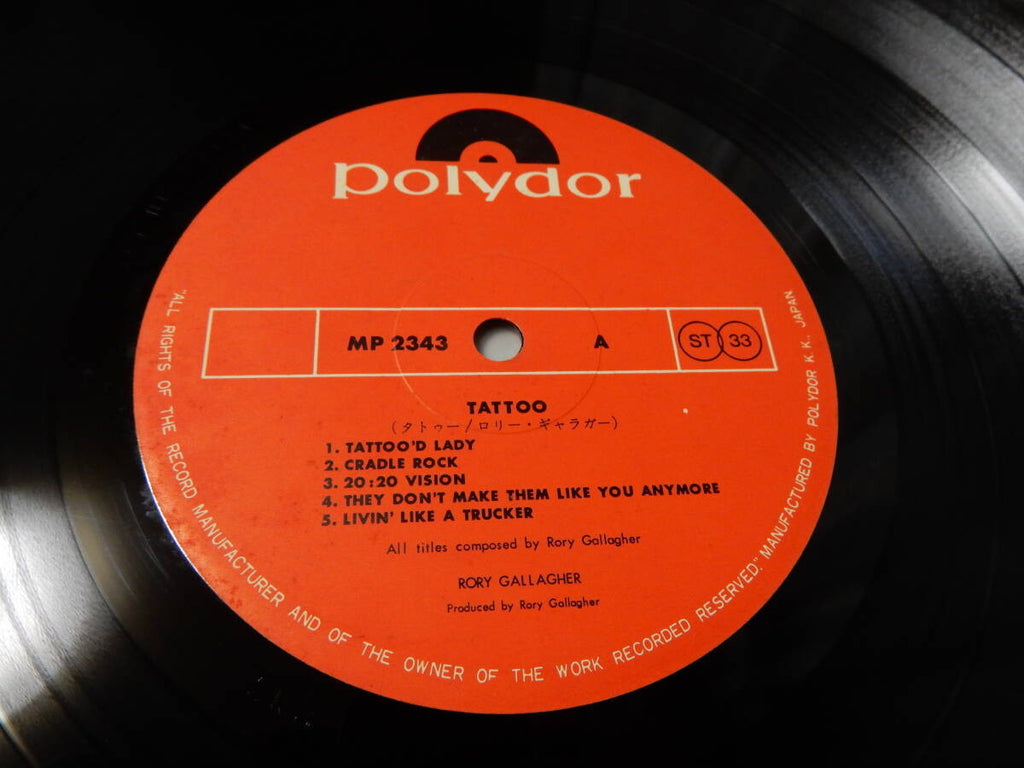 polydor
MP 2343 A ST 33
TATTOO
(タトゥー/ロリー・ギャラガー)
1. TATTOO'D LADY
2. CRADLE ROCK
3. 20:20 VISION
4. THEY DON'T MAKE THEM LIKE YOU ANYMORE
5. LIVIN' LIKE A TRUCKER
All titles composed by Rory Gallagher
RORY GALLAGHER
Produced by Rory Gallagher
"ALL RIGHTS OF THE RECORD MANUFACTURER AND OF THE OWNER OF THE WORK RECORDED RESERVED." MANUFACTURED BY POLYDOR K.K. JAPAN